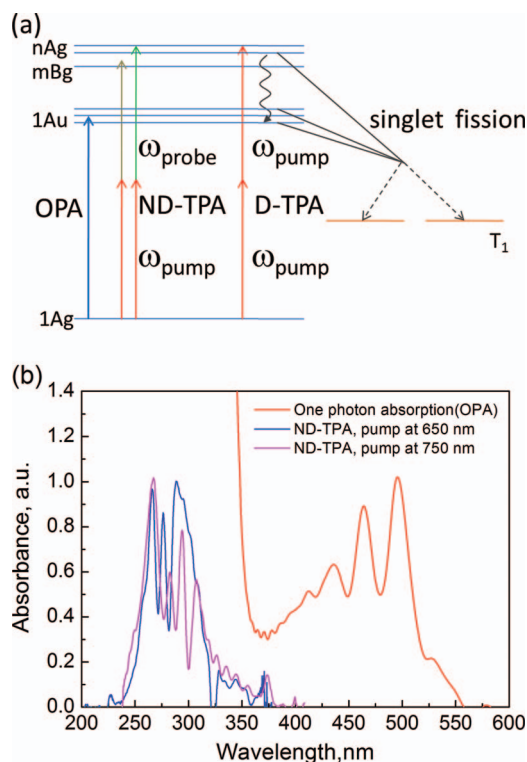 (a)
nAg
mBg
1Au
singlet fission
ωprobe
ωpump
OPA
ND-TPA
D-TPA
ωpump
ωpump
T1
1Ag
(b)
1.4
1.2
1.0
0.8
0.6
0.4
0.2
0.0
Absorbance, a.u.
One photon absorption(OPA)
ND-TPA, pump at 650 nm
ND-TPA, pump at 750 nm
200 250 300 350 400 450 500 550 600
Wavelength,nm